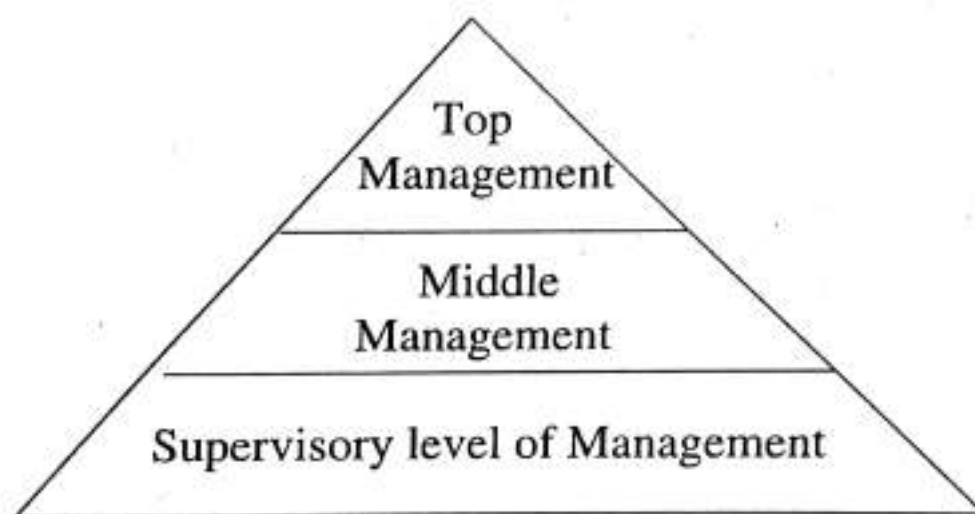 Top
Management
Middle
Management
Supervisory level of Management